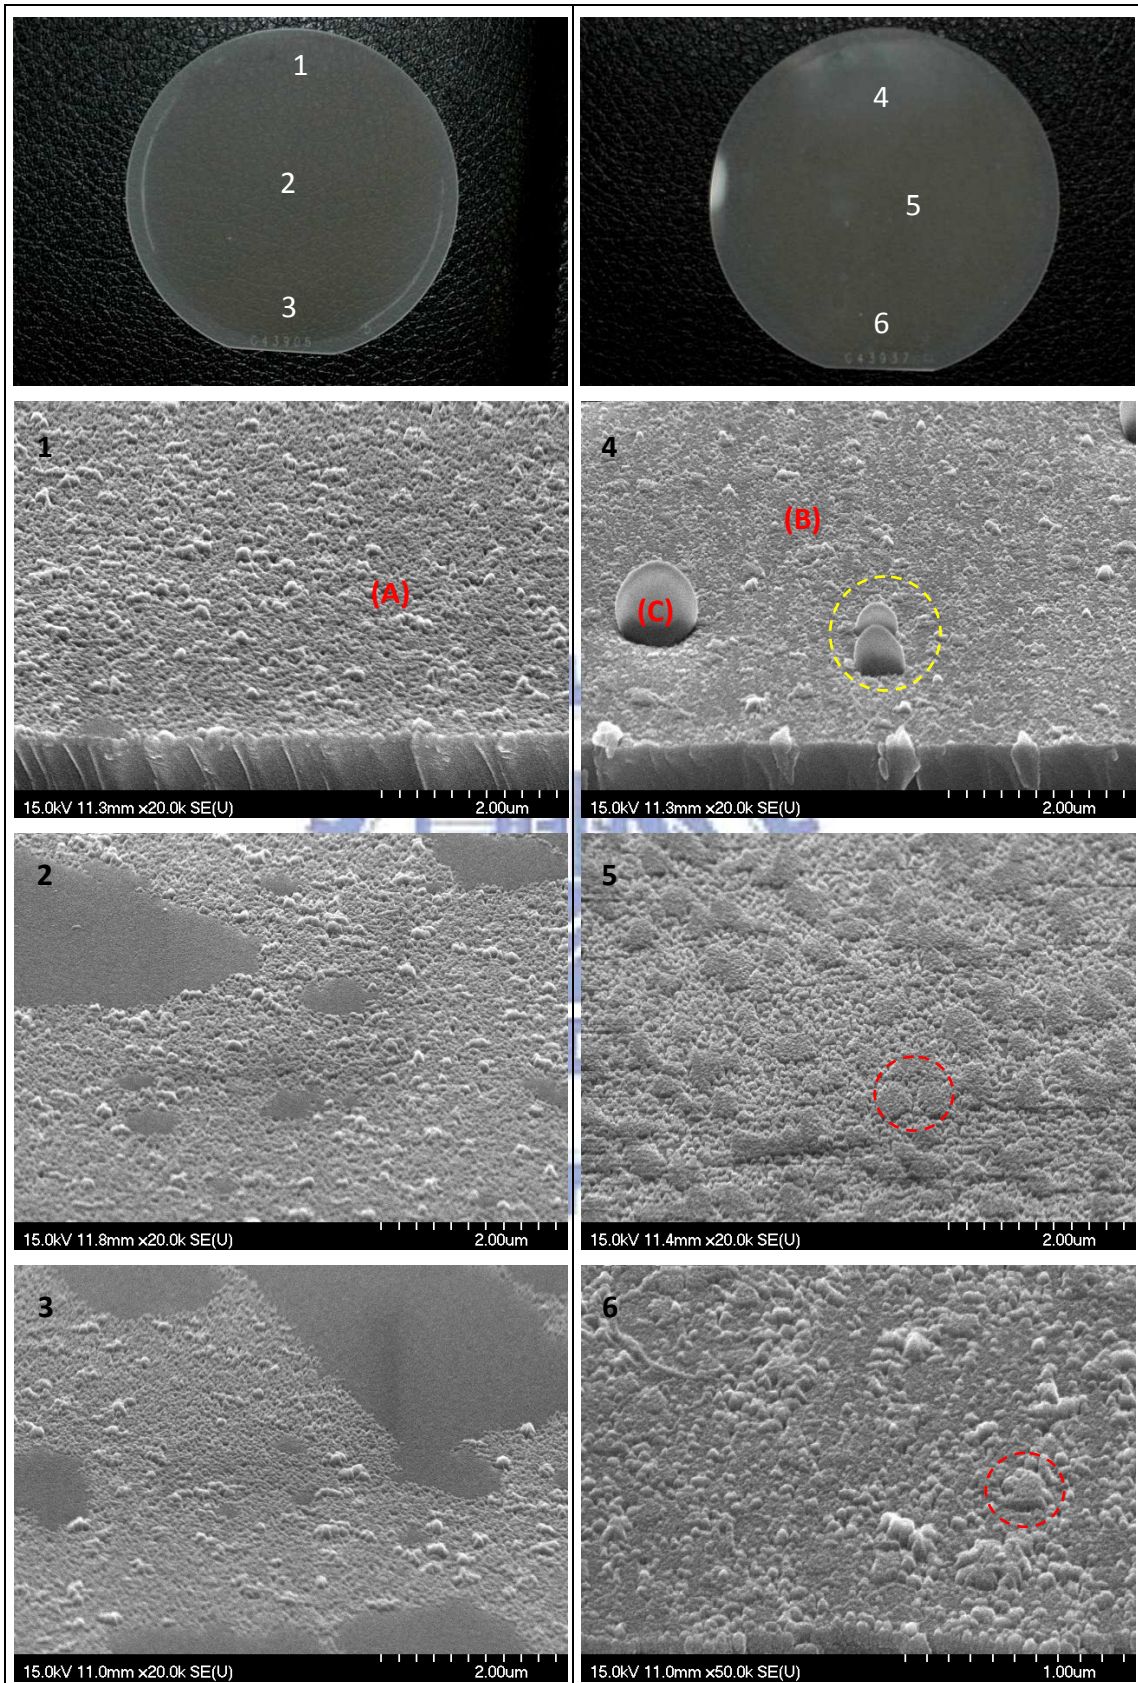 1
2
3
C43906
4
5
6
C43937
1
(A)
15.0kV 11.3mm x20.0k SE(U)
2.00um
4
(B)
(C)
15.0kV 11.3mm x20.0k SE(U)
2.00um
2
15.0kV 11.8mm x20.0k SE(U)
2.00um
5
15.0kV 11.4mm x20.0k SE(U)
2.00um
3
15.0kV 11.0mm x20.0k SE(U)
2.00um
6
15.0kV 11.0mm x50.0k SE(U)
1.00um